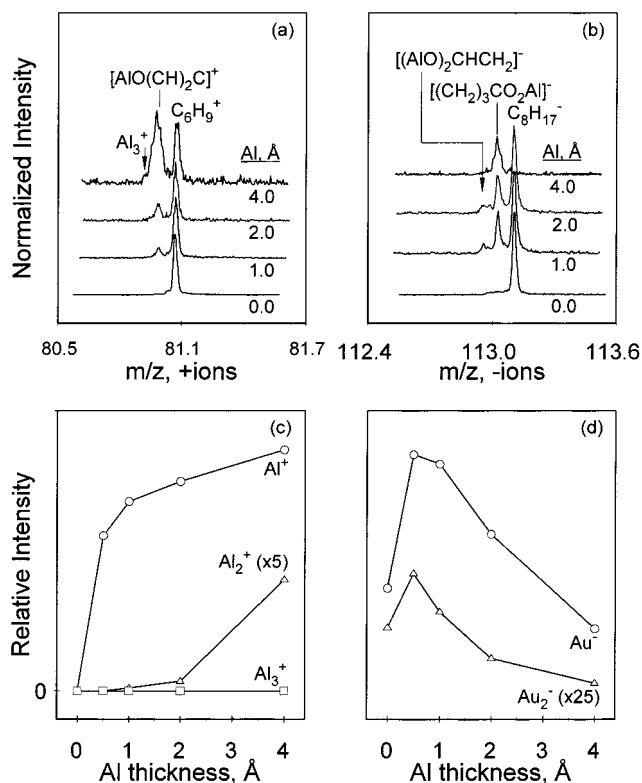 (a)
[AlO(CH)₂C]⁺
C₆H₉⁺
Al₃⁺
Al, Å
4.0
2.0
1.0
0.0
Normalized Intensity
80.5 81.1 81.7
m/z, +ions
(b)
[(AlO)₂CHCH₂]⁻
[(CH₂)₃CO₂Al]⁻
C₈H₁₇⁻
Al, Å
4.0
2.0
1.0
0.0
112.4 113.0 113.6
m/z, -ions
(c)
Al⁺
Al₂⁺ (x5)
Al₃⁺
Relative Intensity
0
0 1 2 3 4
Al thickness, Å
(d)
Au⁻
Au₂⁻ (x25)
0 1 2 3 4
Al thickness, Å